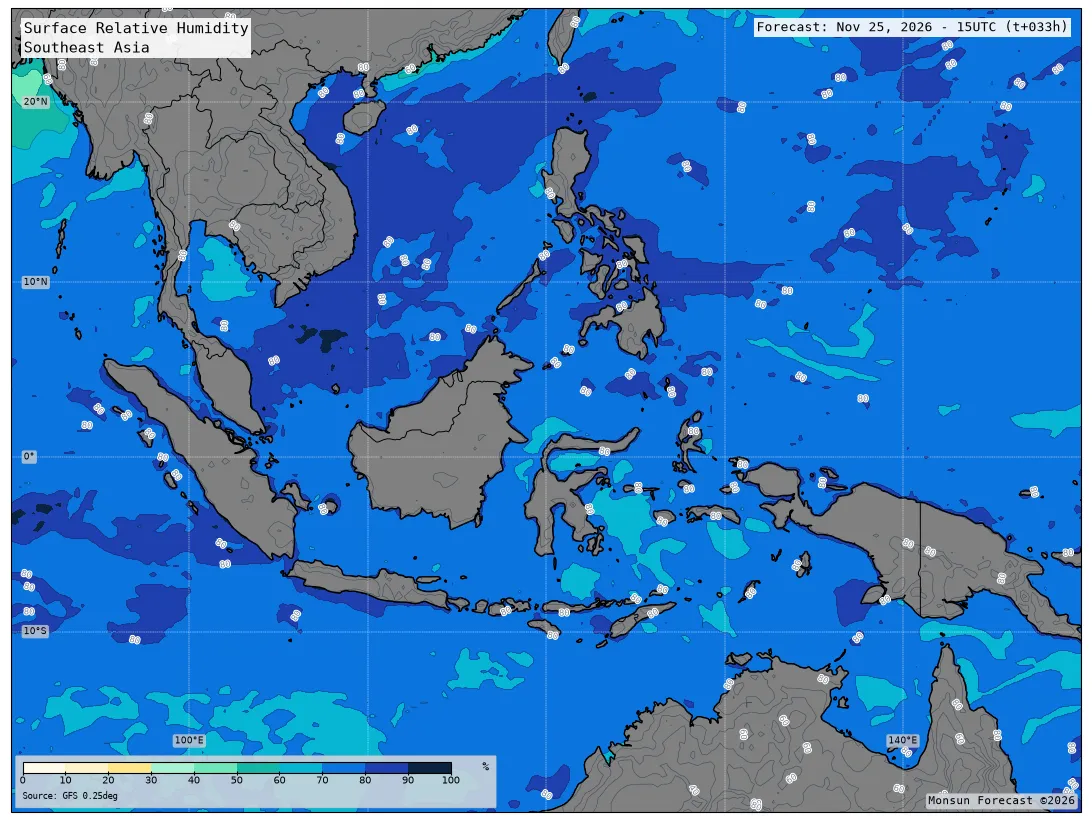 Surface Relative Humidity
Southeast Asia
Forecast: Nov 25, 2026 - 15UTC (t+033h)
20°N
10°N
0°
10°S
100°E
140°E
0 10 20 30 40 50 60 70 80 90 100
%
Source: GFS 0.25deg
Monsun Forecast ©2026